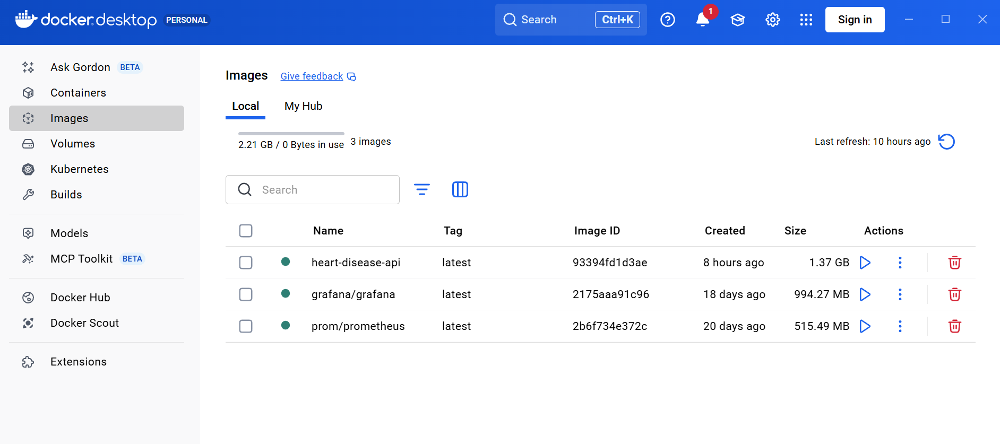 docker desktop PERSONAL Search Ctrl+K 1 Sign in
Ask Gordon BETA
Containers
Images
Volumes
Kubernetes
Builds
Models
MCP Toolkit BETA
Docker Hub
Docker Scout
Extensions
Images Give feedback
Local My Hub
2.21 GB / 0 Bytes in use 3 images Last refresh: 10 hours ago
Search
Name Tag Image ID Created Size Actions
heart-disease-api latest 93394fd1d3ae 8 hours ago 1.37 GB
grafana/grafana latest 2175aaa91c96 18 days ago 994.27 MB
prom/prometheus latest 2b6f734e372c 20 days ago 515.49 MB